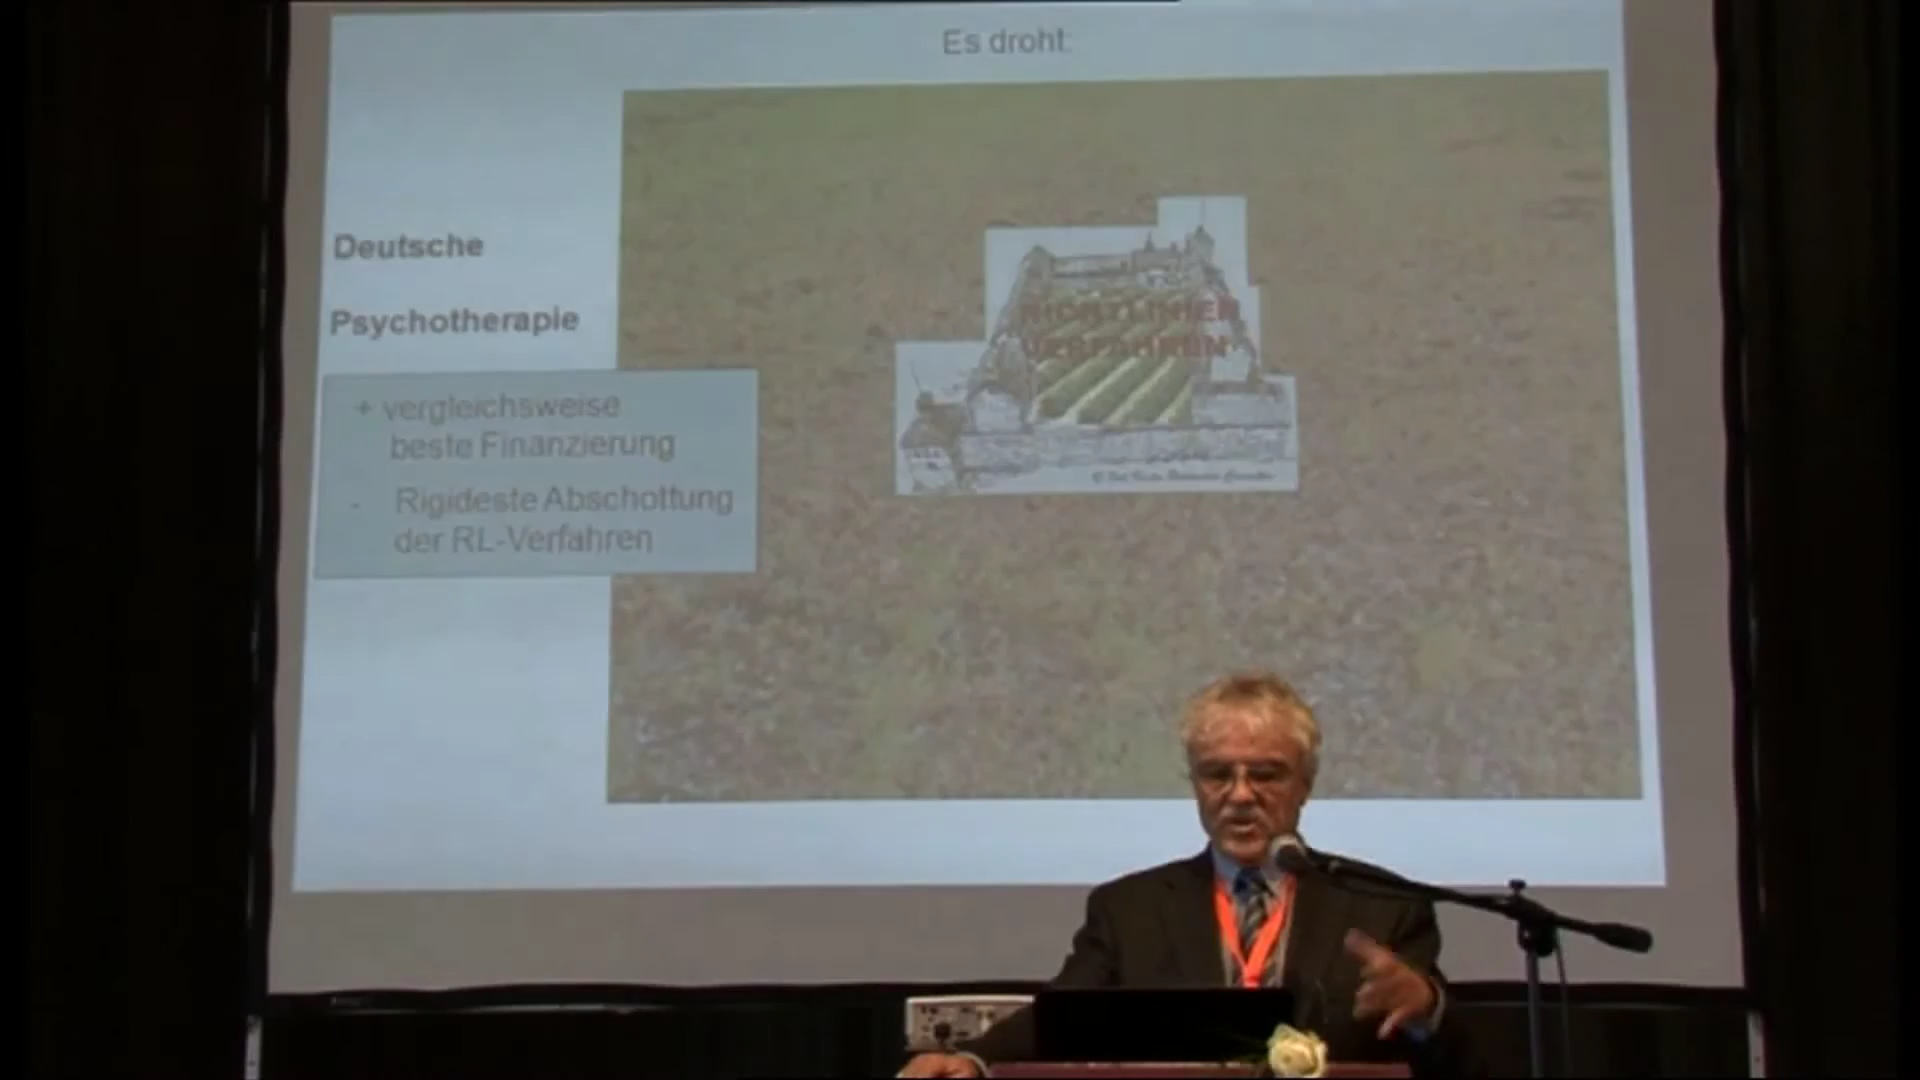 Es droht:
Deutsche
Psychotherapie
+ vergleichsweise
beste Finanzierung
- Rigideste Abschottung
der RL-Verfahren
RICHTLINIEN
VERFAHREN